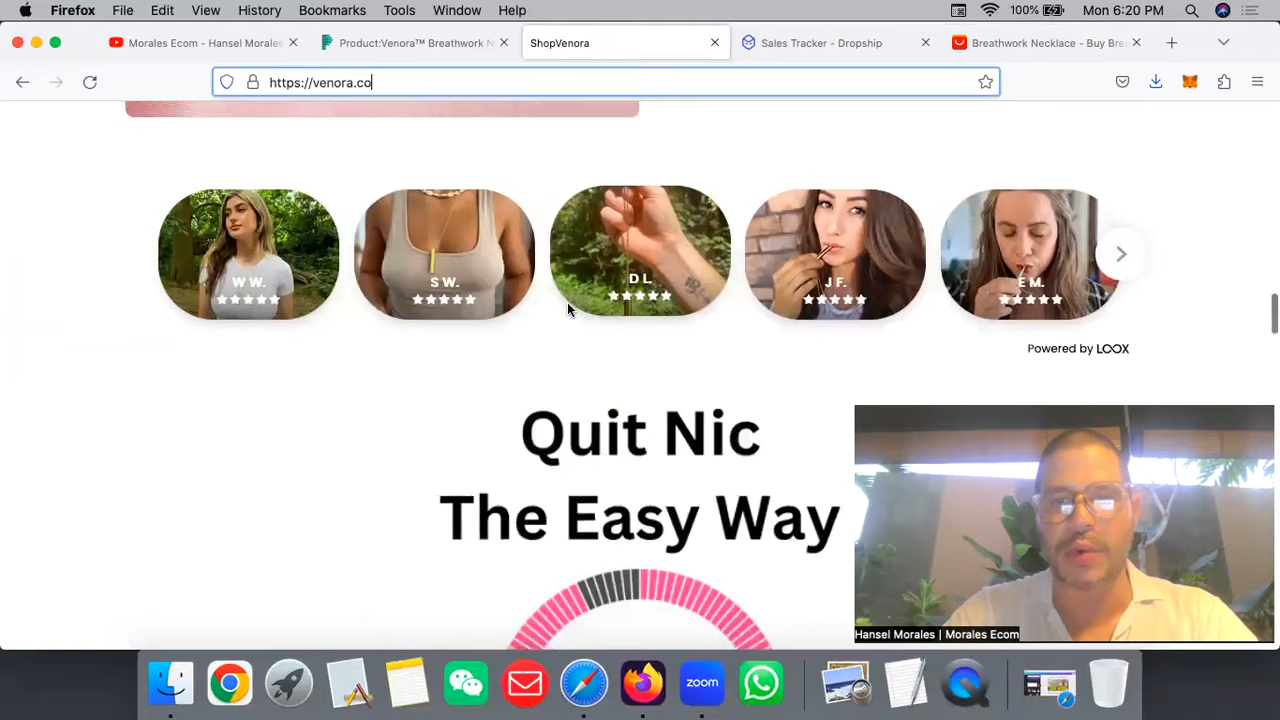 Firefox File Edit View History Bookmarks Tools Window Help 100% Mon 6:20 PM
Morales Ecom - Hansel Morales Product:Venora™ Breathwork N ShopVenora Sales Tracker - Dropship Breathwork Necklace - Buy Bre
https://venora.co
W W. S W. D L. J F. E M.
Powered by LOOX
Quit Nic
The Easy Way
Hansel Morales | Morales Ecom
zoom